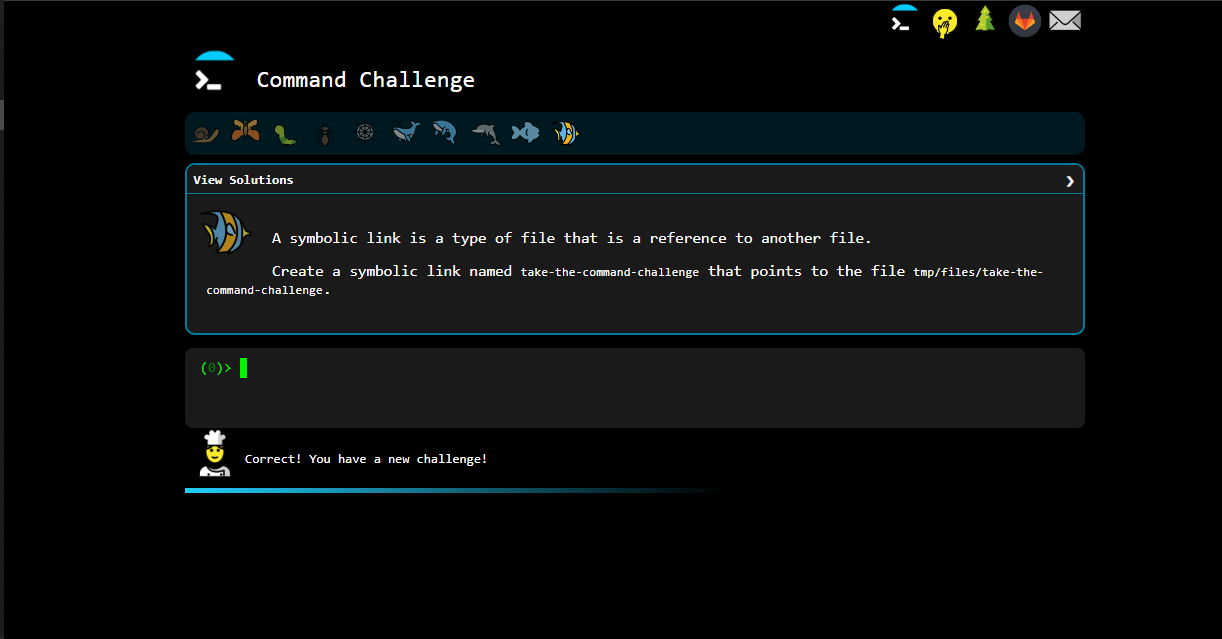 Command Challenge
View Solutions
A symbolic link is a type of file that is a reference to another file.
Create a symbolic link named take-the-command-challenge that points to the file tmp/files/take-the-
command-challenge.
(0)>
Correct! You have a new challenge!